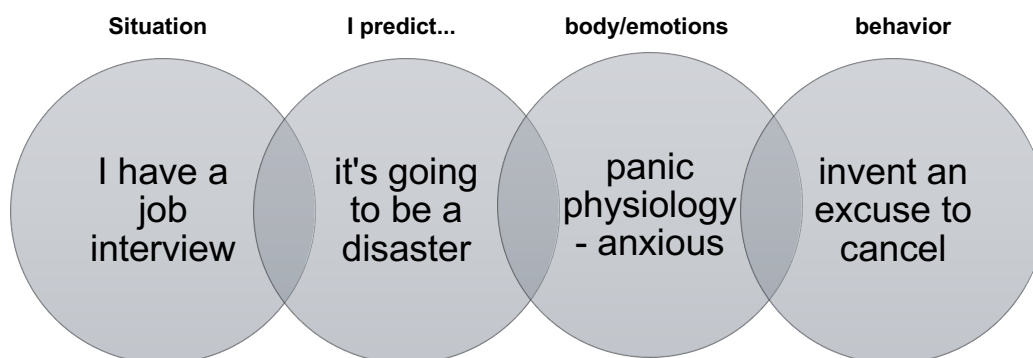 Situation
I predict...
body/emotions
behavior
I have a
job
interview
it's going
to be a
disaster
panic
physiology
- anxious
invent an
excuse to
cancel